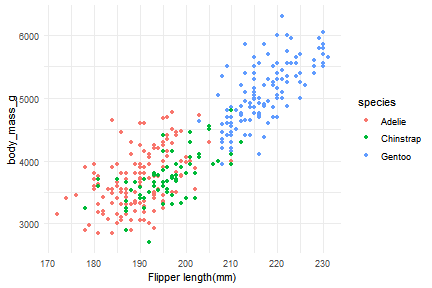 6000
5000
4000
3000
body_mass_g
170 180 190 200 210 220 230
Flipper length(mm)
species
Adelie
Chinstrap
Gentoo